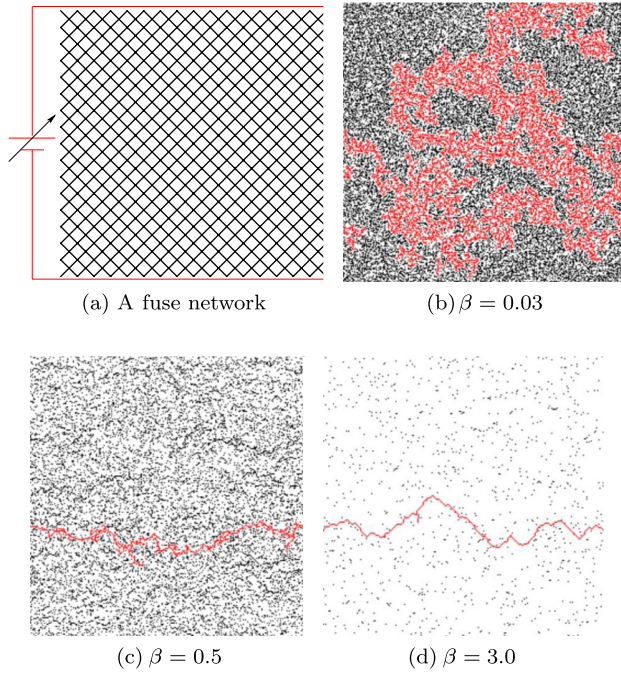 (a) A fuse network
(b) β = 0.03
(c) β = 0.5
(d) β = 3.0